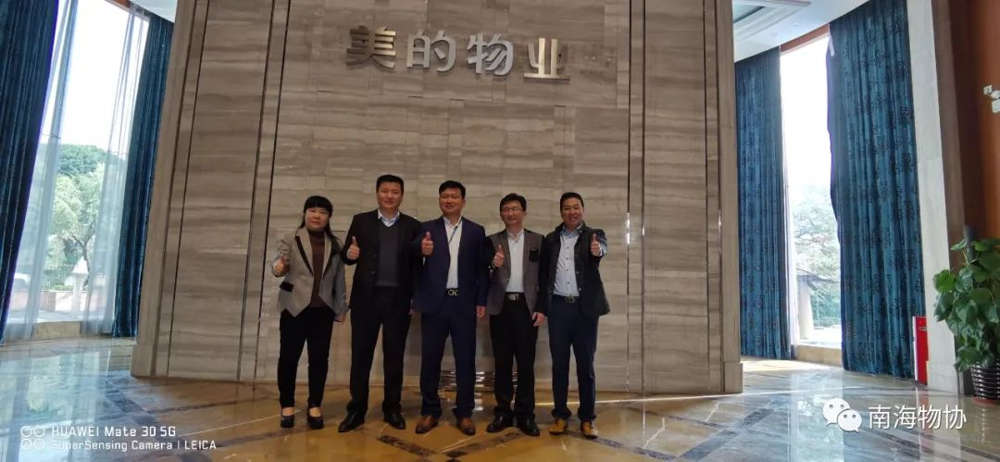 美的物业
HUAWEI Mate 30 5G
SuperSensing Camera | LEICA
南海物协